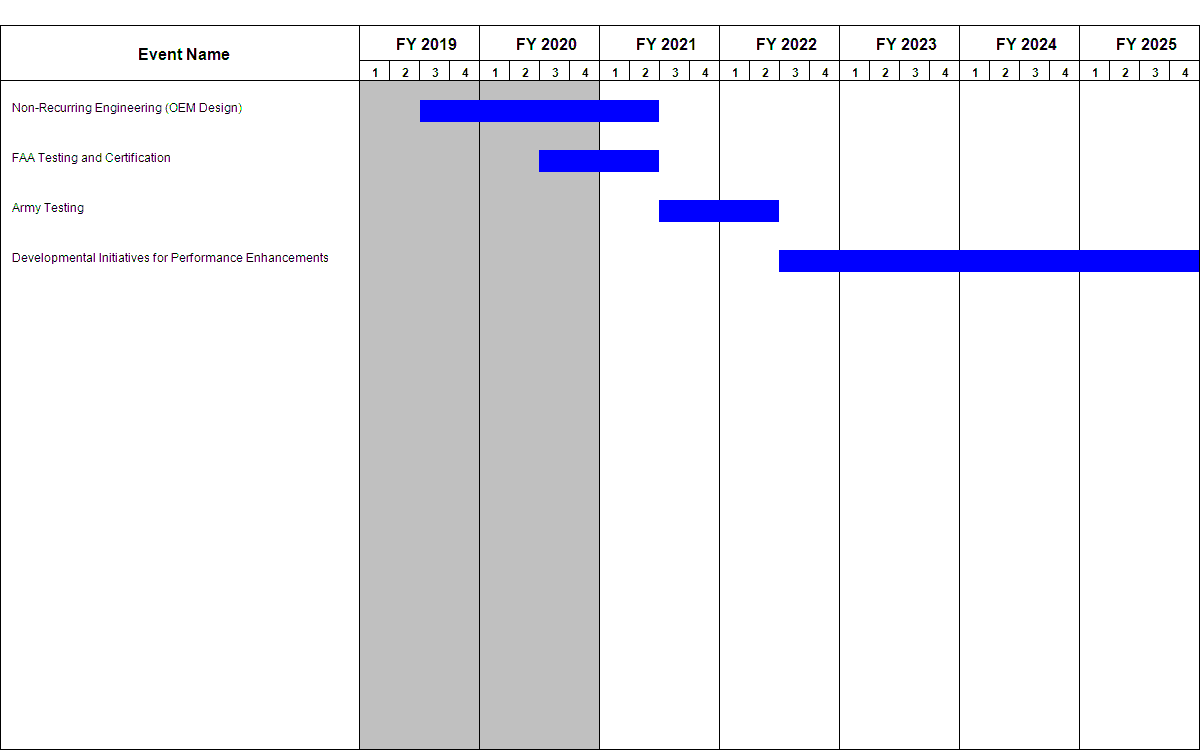 Event Name
FY 2019 FY 2020 FY 2021 FY 2022 FY 2023 FY 2024 FY 2025
1 2 3 4 1 2 3 4 1 2 3 4 1 2 3 4 1 2 3 4 1 2 3 4 1 2 3 4
Non-Recurring Engineering (OEM Design)
FAA Testing and Certification
Army Testing
Developmental Initiatives for Performance Enhancements